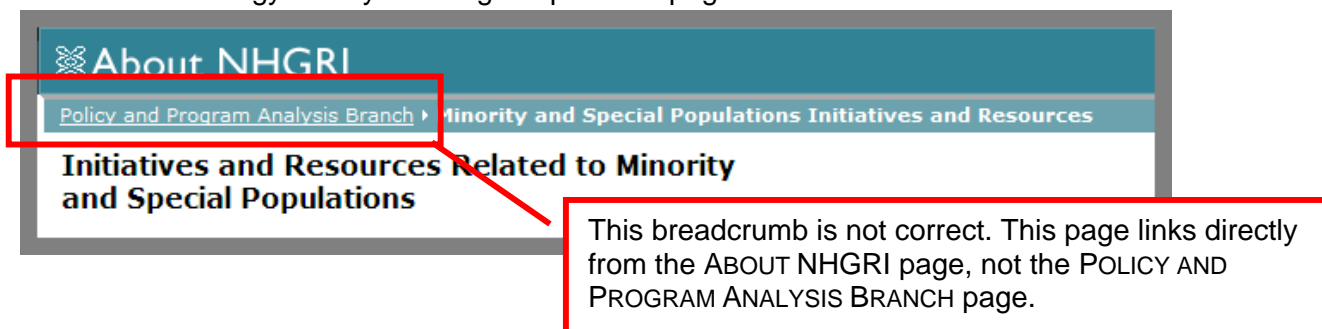 About NHGRI
Policy and Program Analysis Branch Minority and Special Populations Initiatives and Resources
Initiatives and Resources Related to Minority
and Special Populations
This breadcrumb is not correct. This page links directly
from the ABOUT NHGRI page, not the POLICY AND
PROGRAM ANALYSIS BRANCH page.